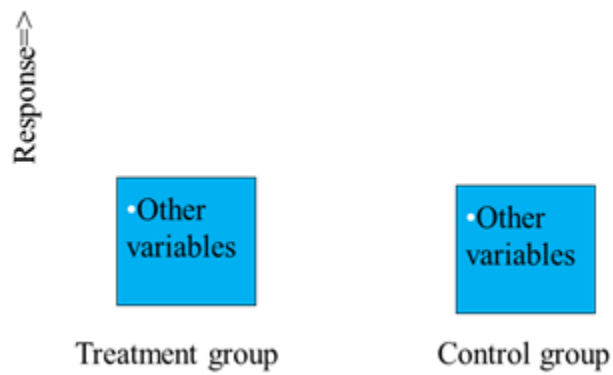 Response=>
•Other
variables
•Other
variables
Treatment group
Control group